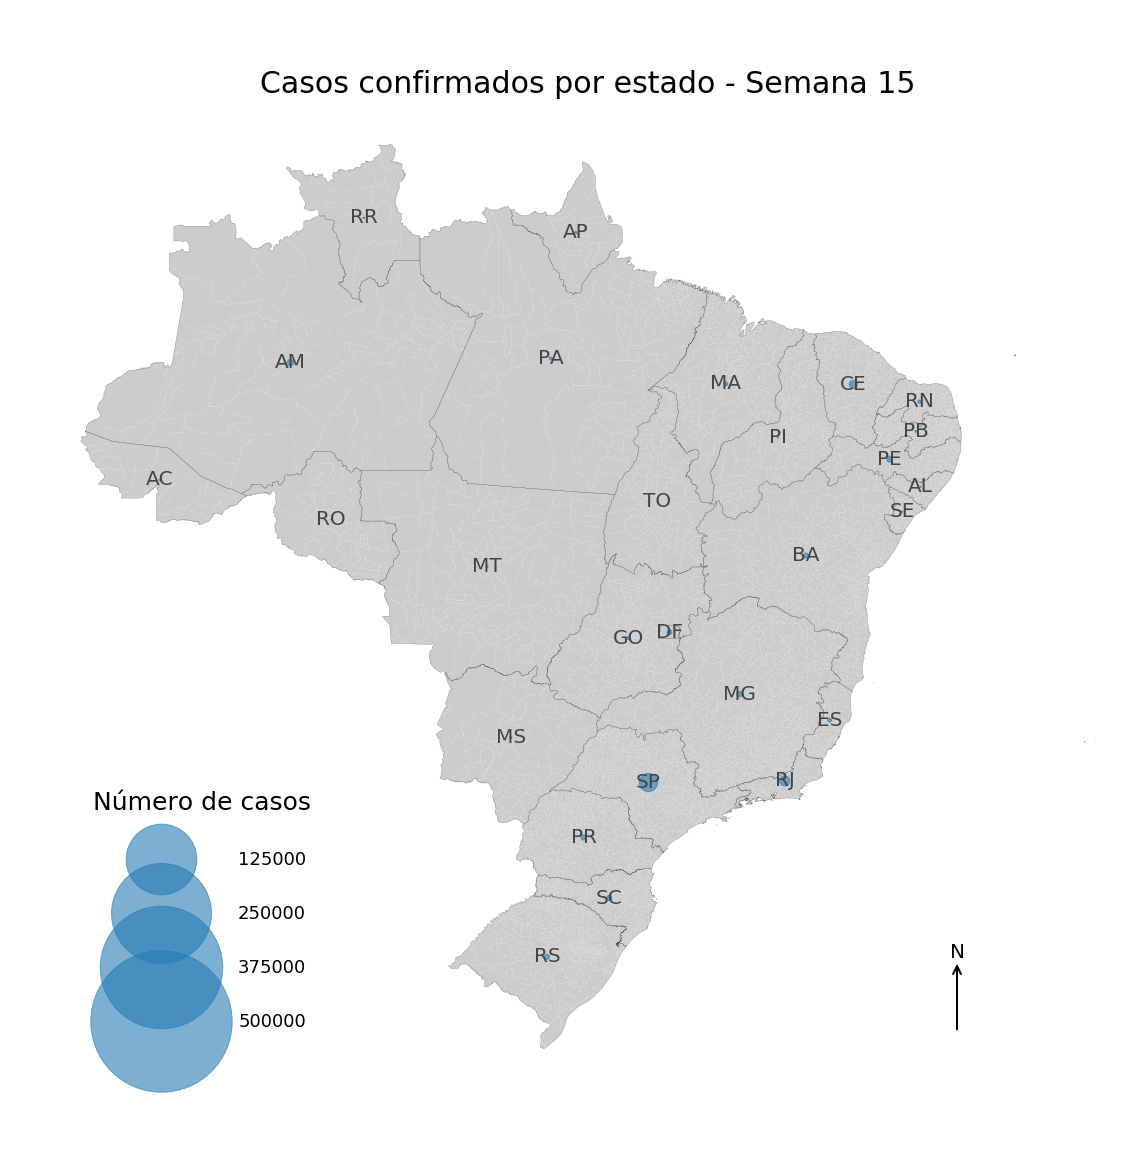 Casos confirmados por estado - Semana 15
RR
AP
AM
PA
MA
CE
RN
PB
PI
PE
AC
AL
TO
SE
RO
BA
MT
DF
GO
MG
ES
MS
RJ
SP
Número de casos
PR
125000
SC
250000
N
RS
375000
500000